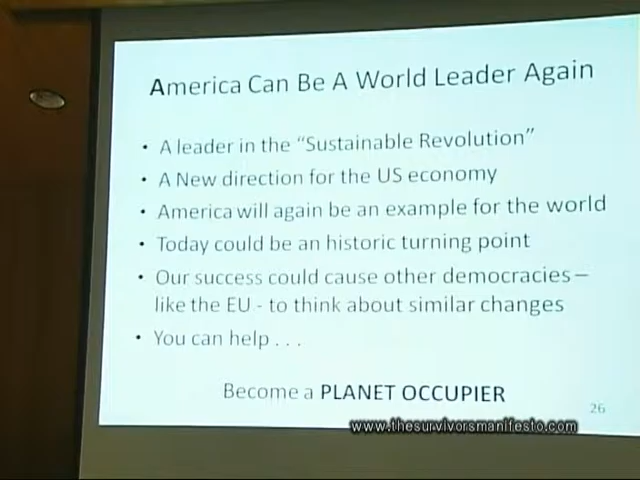 America Can Be A World Leader Again
• A leader in the “Sustainable Revolution”
• A New direction for the US economy
• America will again be an example for the world
• Today could be an historic turning point
• Our success could cause other democracies –
like the EU - to think about similar changes
• You can help . . .
Become a PLANET OCCUPIER
26
www.thesurvivorsmanifesto.com